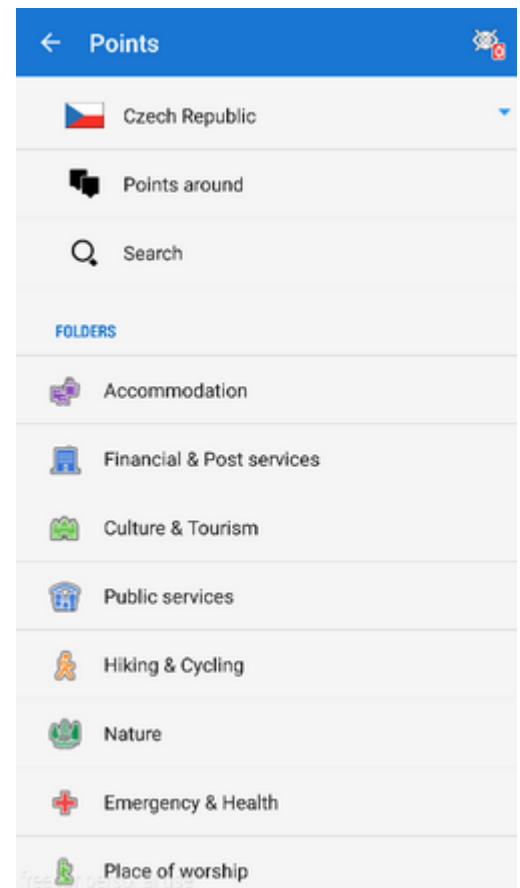 Points
Czech Republic
Points around
Search
FOLDERS
Accommodation
Financial & Post services
Culture & Tourism
Public services
Hiking & Cycling
Nature
Emergency & Health
Place of worship